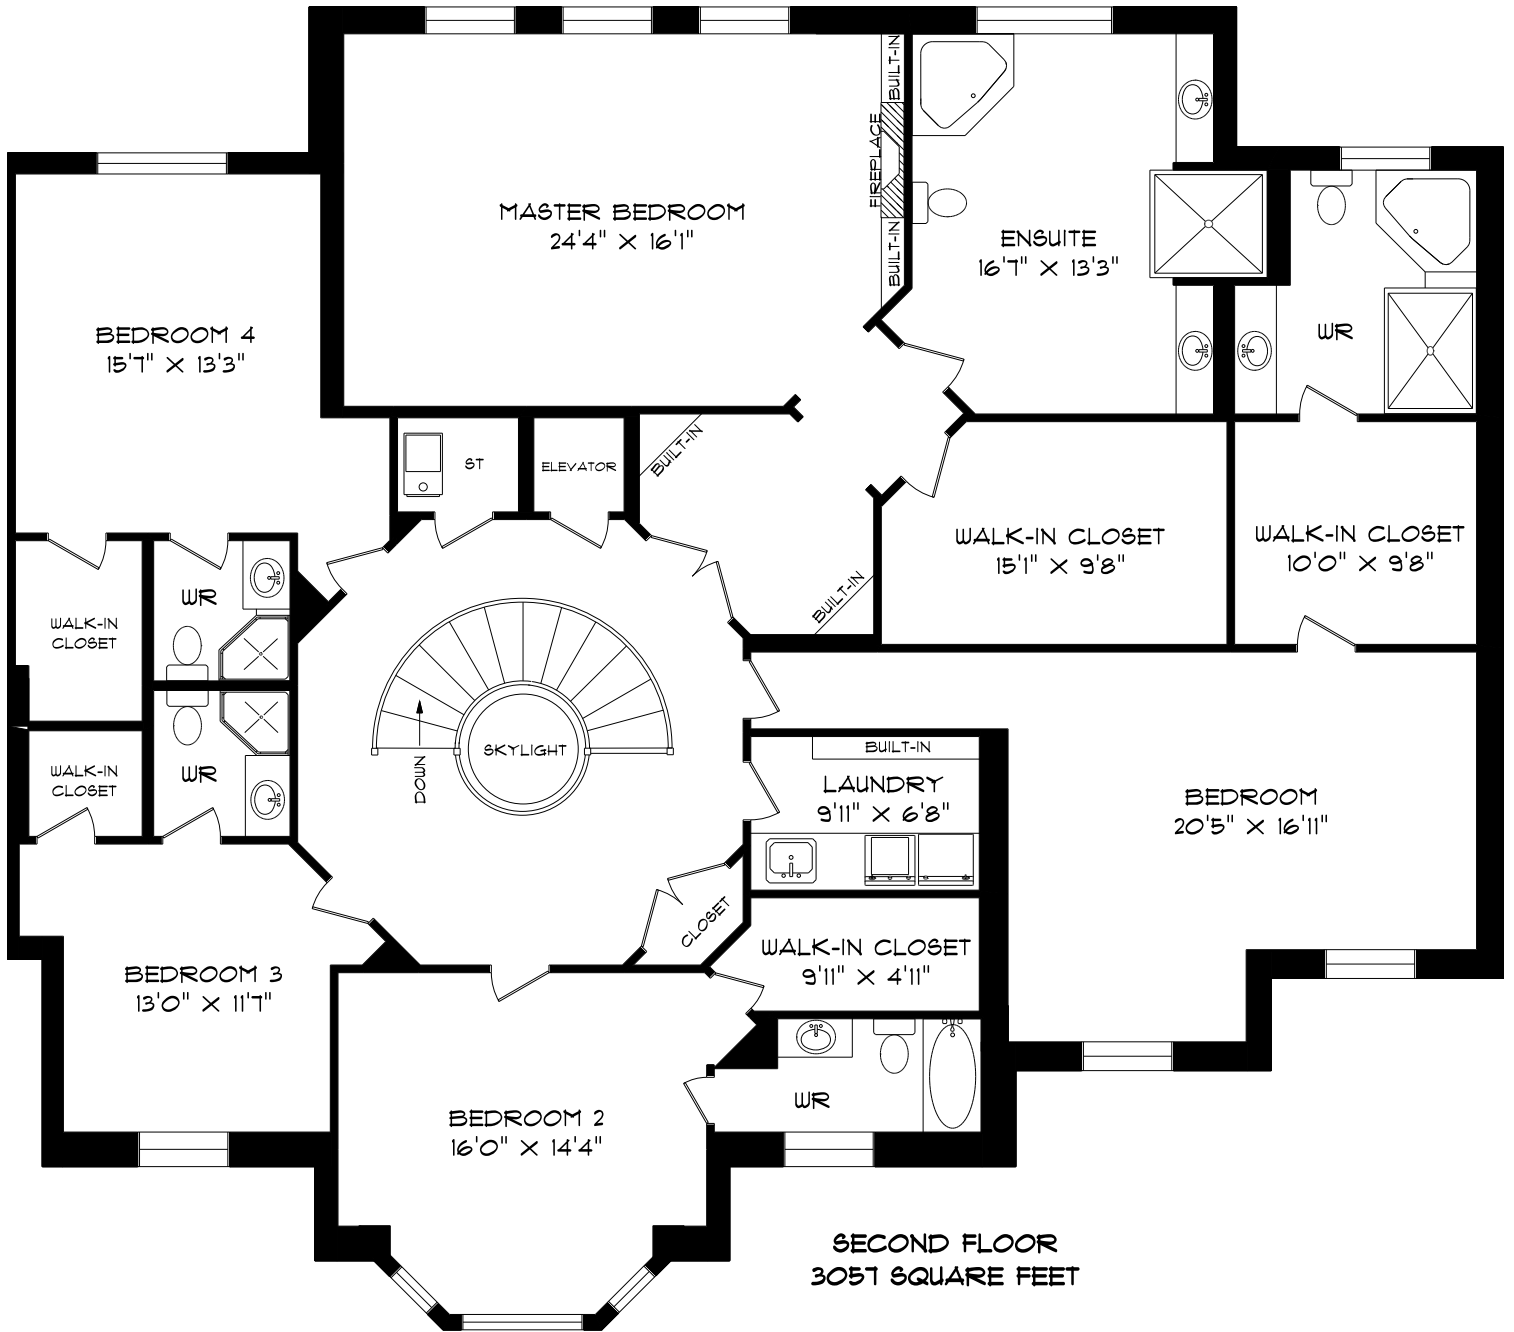 BUILT-IN
FIREPLACE
BUILT-IN
MASTER BEDROOM
24'4" X 16'1"
ENSUITE
16'7" X 13'3"
WR
BEDROOM 4
15'7" X 13'3"
ST
ELEVATOR
BUILT-IN
WALK-IN CLOSET
15'1" X 9'8"
WALK-IN CLOSET
10'0" X 9'8"
BUILT-IN
WR
WALK-IN
CLOSET
DOWN
SKYLIGHT
WALK-IN
CLOSET
WR
BUILT-IN
LAUNDRY
9'11" X 6'8"
BEDROOM
20'5" X 16'11"
CLOSET
WALK-IN CLOSET
9'11" X 4'11"
BEDROOM 3
13'0" X 11'7"
WR
BEDROOM 2
16'0" X 14'4"
SECOND FLOOR
3057 SQUARE FEET